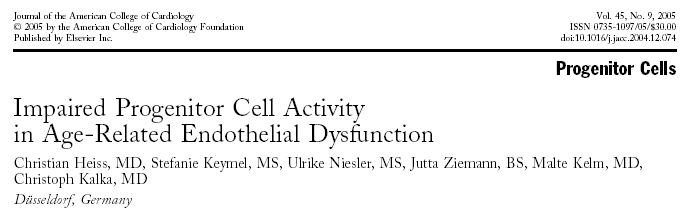 Journal of the American College of Cardiology
© 2005 by the American College of Cardiology Foundation
Published by Elsevier Inc.
Vol. 45, No. 9, 2005
ISSN 0735-1097/05/$30.00
doi:10.1016/j.jacc.2004.12.074
Progenitor Cells
Impaired Progenitor Cell Activity
in Age-Related Endothelial Dysfunction
Christian Heiss, MD, Stefanie Keymel, MS, Ulrike Niesler, MS, Jutta Ziemann, BS, Malte Kelm, MD,
Christoph Kalka, MD
Düsseldorf, Germany